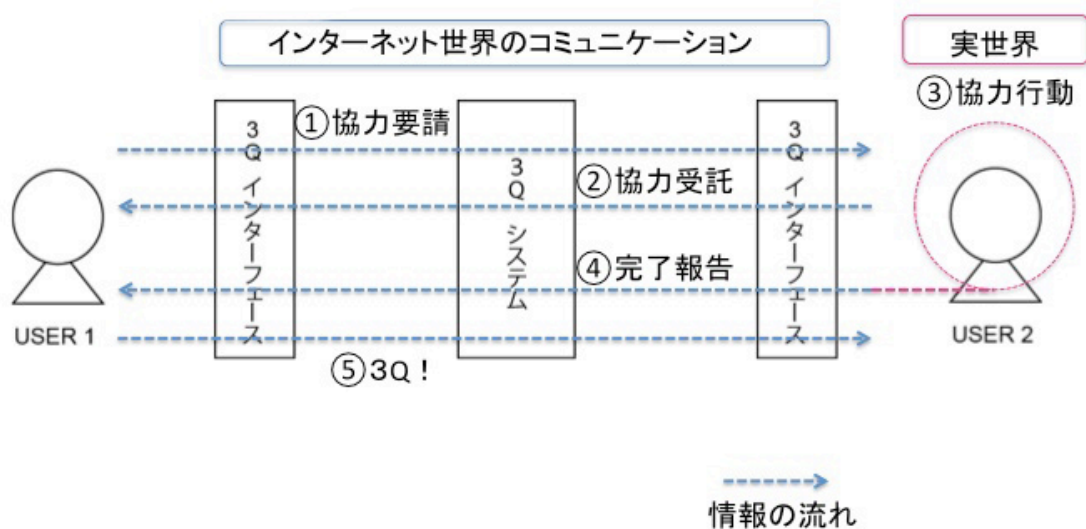 インターネット世界のコミュニケーション
実世界
③協力行動
①協力要請
②協力受託
④完了報告
⑤3Q！
3Q インターフェース
3Q システム
3Q インターフェース
USER 1
USER 2
情報の流れ